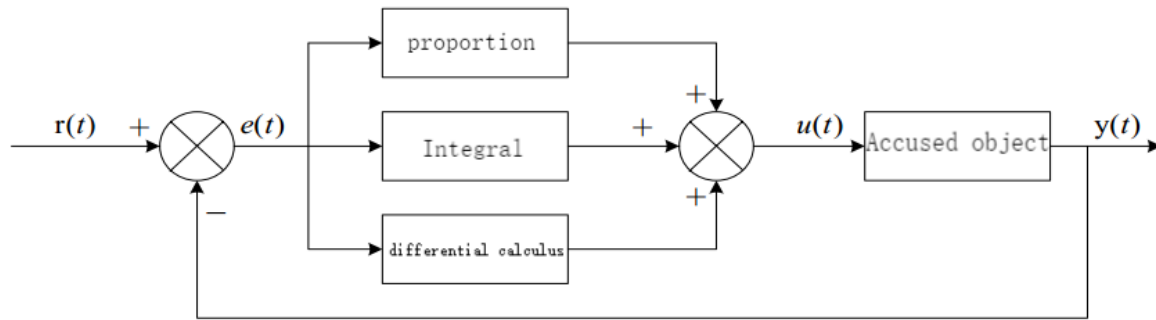 proportion
+
r(t)
+
e(t)
Integral
+
u(t)
Accused object
y(t)
−
+
differential calculus